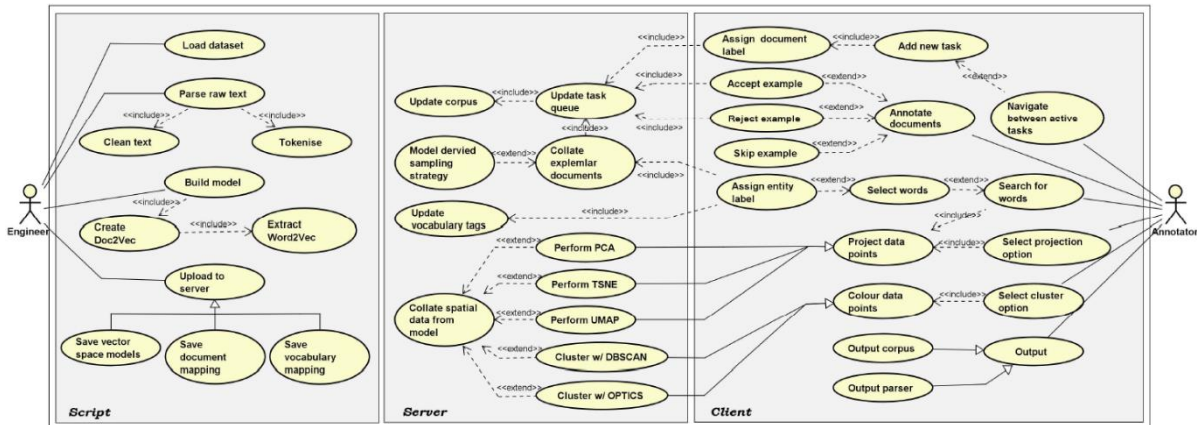 Engineer
Load dataset
Parse raw text
<<include>>
<<include>>
Clean text
Tokenise
Build model
<<include>>
Create
Doc2Vec
<<include>>
Extract
Word2Vec
Upload to
server
Save vector
space models
Save
document
mapping
Save
vocabulary
mapping
Script
Update corpus
<<include>>
Update task
queue
<<include>>
<<include>>
<<include>>
<<include>>
Model dervied
sampling
strategy
<<extend>>
Collate
explemlar
documents
<<include>>
Update
vocabulary tags
<<include>>
<<extend>>
Perform PCA
<<extend>>
Perform TSNE
Collate spatial
data from
model
<<extend>>
Perform UMAP
<<extend>>
Cluster w/ DBSCAN
<<extend>>
Cluster w/ OPTICS
Server
Assign document
label
<<include>>
Add new task
<<extend>>
Accept example
<<extend>>
Navigate
between active
tasks
Reject example
<<extend>>
Annotate
documents
Skip example
<<extend>>
Assign entity
label
<<extend>>
Select words
<<extend>>
Search for
words
<<include>>
Project data
points
<<include>>
Select projection
option
Colour data
points
<<include>>
Select cluster
option
Output corpus
Output
Output parser
Client
Annotator